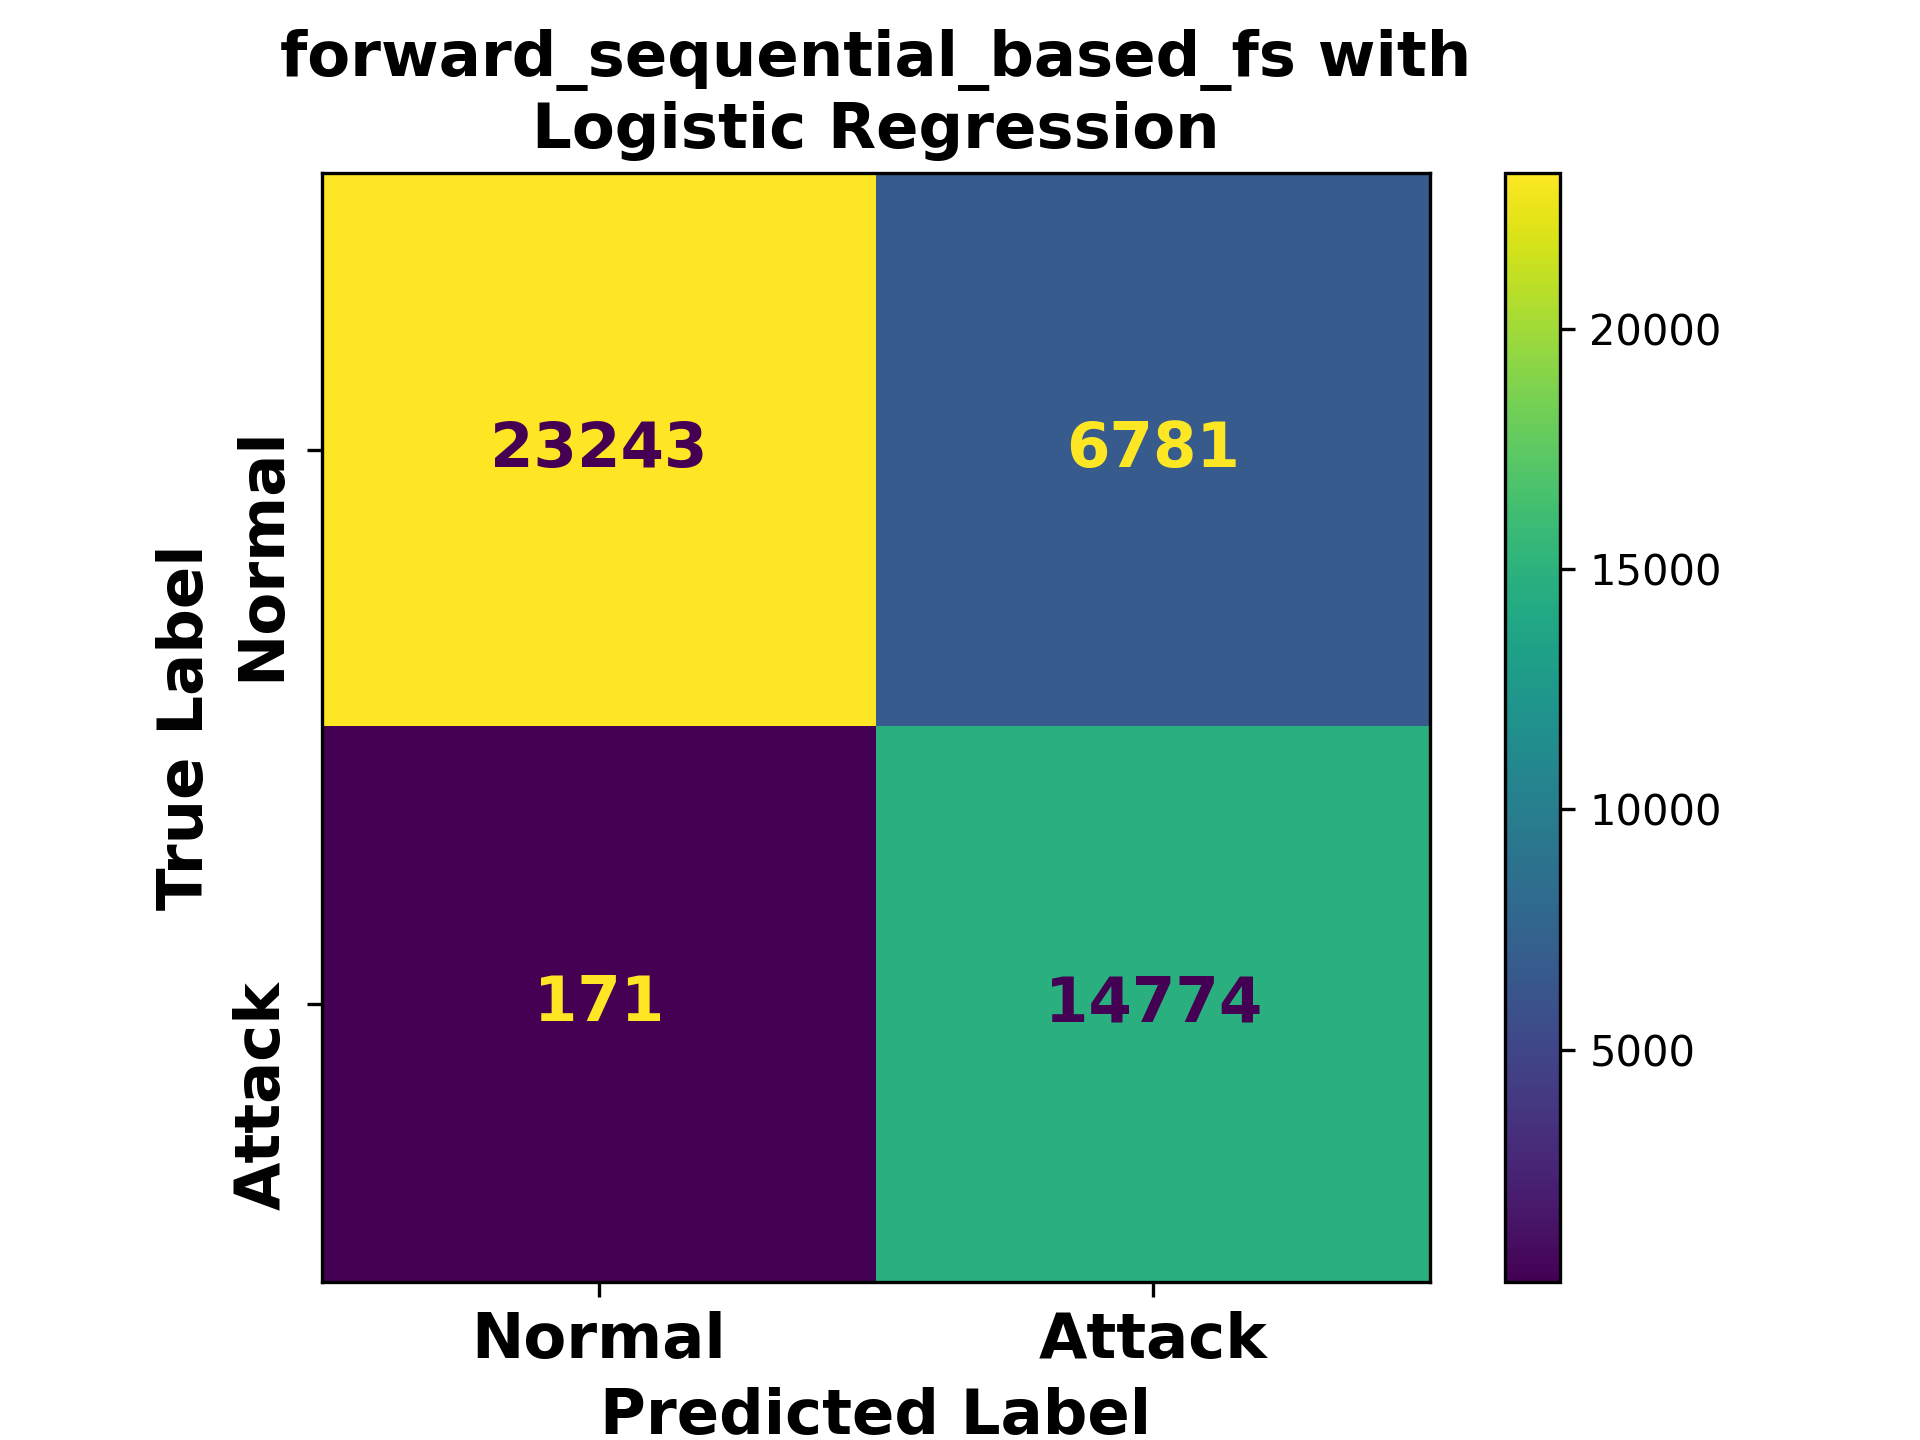 forward_sequential_based_fs with
Logistic Regression
True Label
Normal
23243
6781
Attack
171
14774
Normal
Attack
Predicted Label
20000
15000
10000
5000